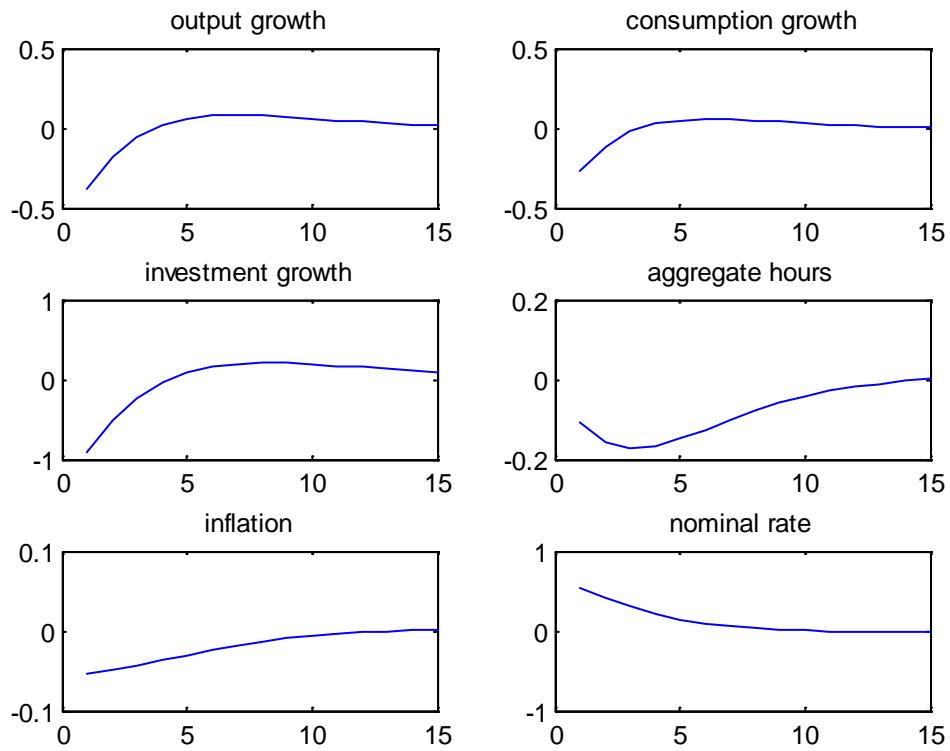 output growth
consumption growth
0.5
0
-0.5
0 5 10 15
0.5
0
-0.5
0 5 10 15
investment growth
aggregate hours
1
0
-1
0 5 10 15
0.2
0
-0.2
0 5 10 15
inflation
nominal rate
0.1
0
-0.1
0 5 10 15
1
0
-1
0 5 10 15